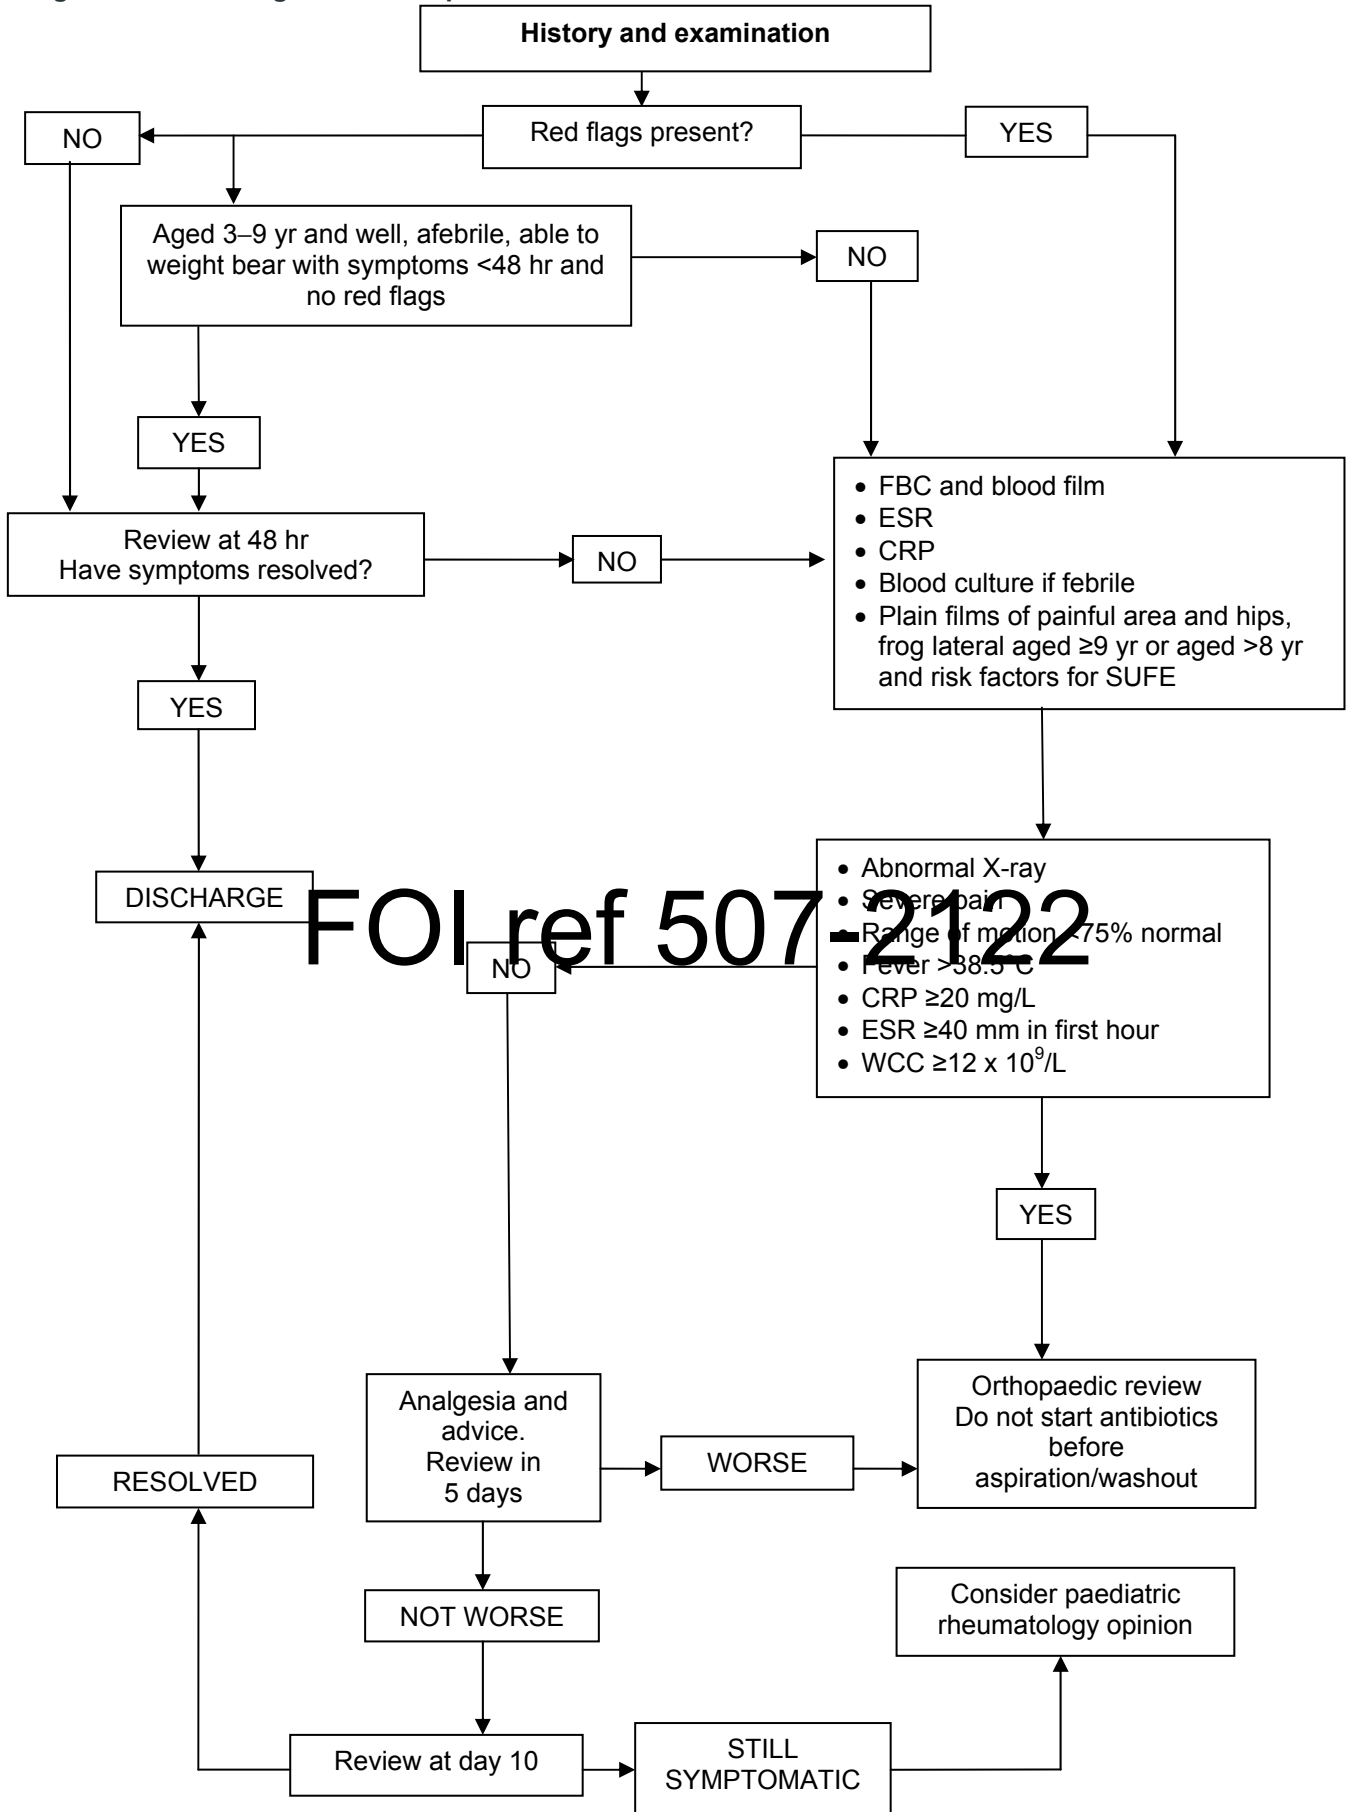 History and examination
NO
Red flags present?
YES
Aged 3–9 yr and well, afebrile, able to
weight bear with symptoms <48 hr and
no red flags
NO
YES
• FBC and blood film
• ESR
• CRP
• Blood culture if febrile
• Plain films of painful area and hips,
frog lateral aged ≥9 yr or aged >8 yr
and risk factors for SUFE
Review at 48 hr
Have symptoms resolved?
NO
YES
DISCHARGE
FOI ref 507-2122
• Abnormal X-ray
• Severe pain
• Range of motion <75% normal
• Fever >38.5°C
• CRP ≥20 mg/L
• ESR ≥40 mm in first hour
• WCC ≥12 x 10⁹/L
NO
YES
Analgesia and
advice.
Review in
5 days
WORSE
Orthopaedic review
Do not start antibiotics
before
aspiration/washout
RESOLVED
NOT WORSE
Consider paediatric
rheumatology opinion
Review at day 10
STILL
SYMPTOMATIC